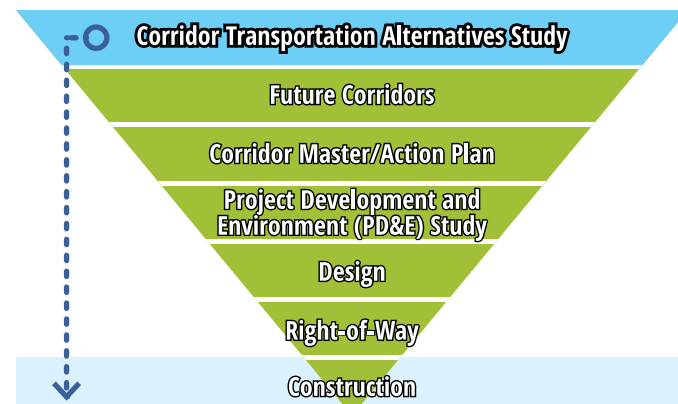 Corridor Transportation Alternatives Study
Future Corridors
Corridor Master/Action Plan
Project Development and
Environment (PD&E) Study
Design
Right-of-Way
Construction